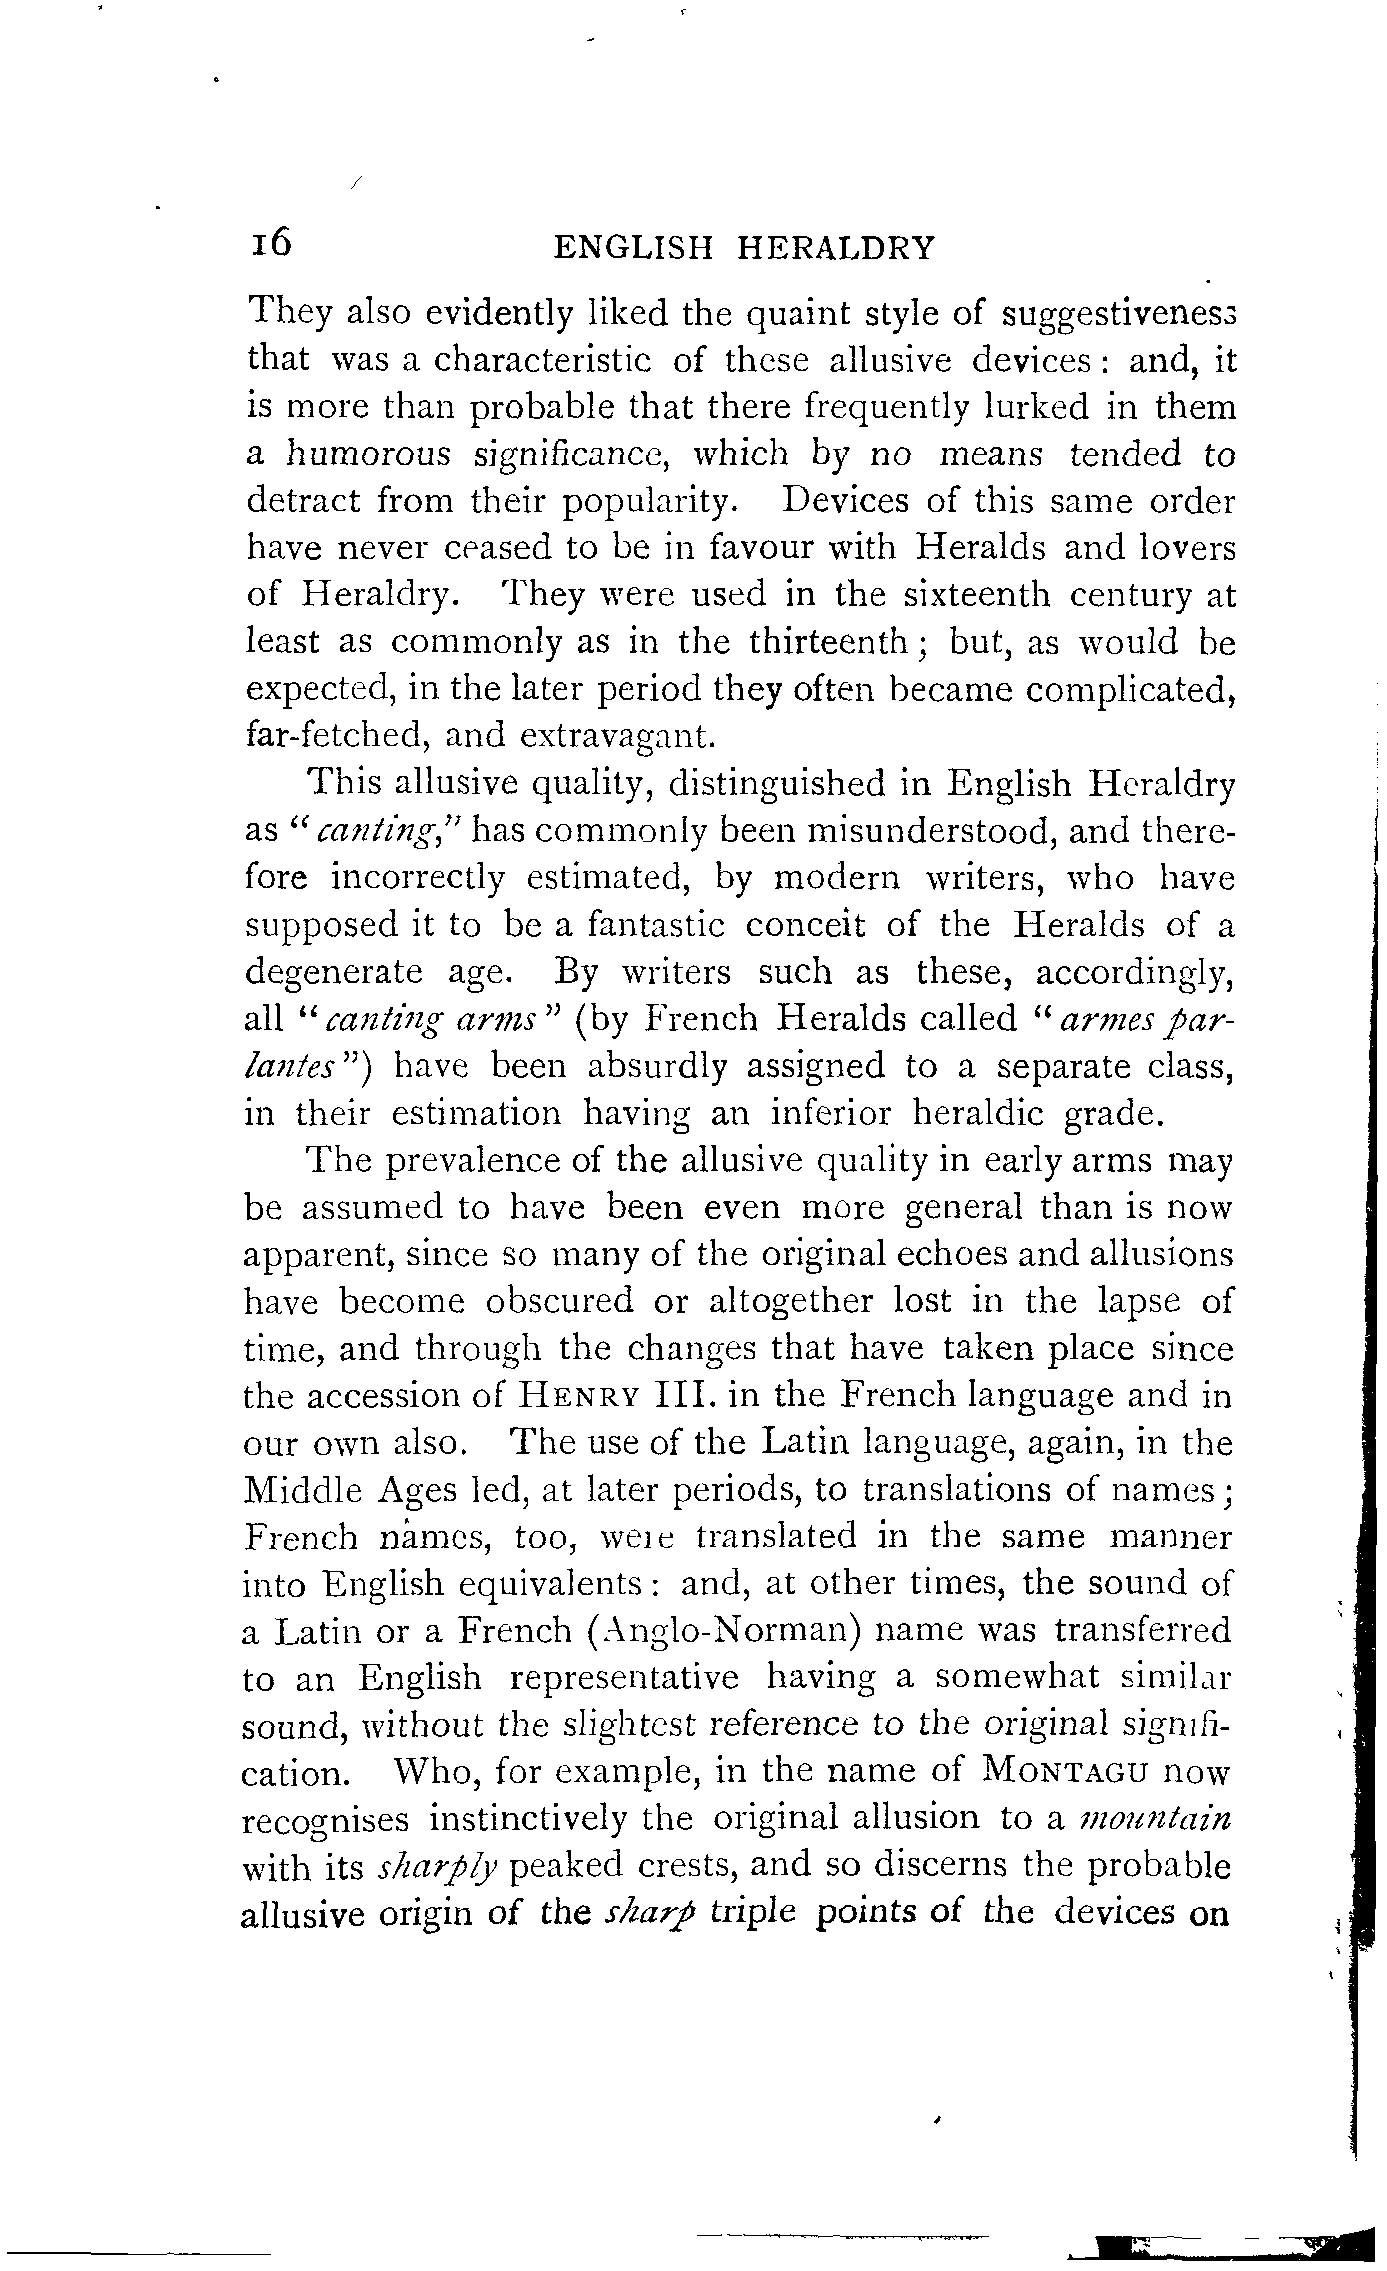 16 ENGLISH HERALDRY
They also evidently liked the quaint style of suggestiveness
that was a characteristic of these allusive devices : and, it
is more than probable that there frequently lurked in them
a humorous significance, which by no means tended to
detract from their popularity. Devices of this same order
have never ceased to be in favour with Heralds and lovers
of Heraldry. They were used in the sixteenth century at
least as commonly as in the thirteenth ; but, as would be
expected, in the later period they often became complicated,
far-fetched, and extravagant.
This allusive quality, distinguished in English Heraldry
as “ canting,” has commonly been misunderstood, and there-
fore incorrectly estimated, by modern writers, who have
supposed it to be a fantastic conceit of the Heralds of a
degenerate age. By writers such as these, accordingly,
all “ canting arms ” (by French Heralds called “ armes par-
lantes ”) have been absurdly assigned to a separate class,
in their estimation having an inferior heraldic grade.
The prevalence of the allusive quality in early arms may
be assumed to have been even more general than is now
apparent, since so many of the original echoes and allusions
have become obscured or altogether lost in the lapse of
time, and through the changes that have taken place since
the accession of HENRY III. in the French language and in
our own also. The use of the Latin language, again, in the
Middle Ages led, at later periods, to translations of names ;
French names, too, were translated in the same manner
into English equivalents : and, at other times, the sound of
a Latin or a French (Anglo-Norman) name was transferred
to an English representative having a somewhat similar
sound, without the slightest reference to the original signifi-
cation. Who, for example, in the name of MONTAGU now
recognises instinctively the original allusion to a mountain
with its sharply peaked crests, and so discerns the probable
allusive origin of the sharp triple points of the devices on